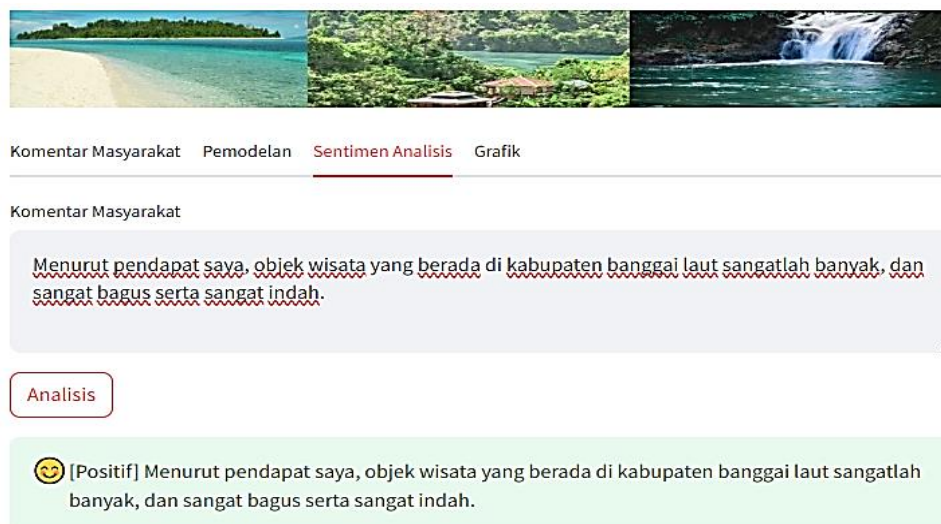 Komentar Masyarakat Pemodelan Sentimen Analisis Grafik
Komentar Masyarakat
Menurut pendapat saya, objek wisata yang berada di kabupaten banggai laut sangatlah banyak, dan
sangat bagus serta sangat indah.
Analisis
[Positif] Menurut pendapat saya, objek wisata yang berada di kabupaten banggai laut sangatlah
banyak, dan sangat bagus serta sangat indah.